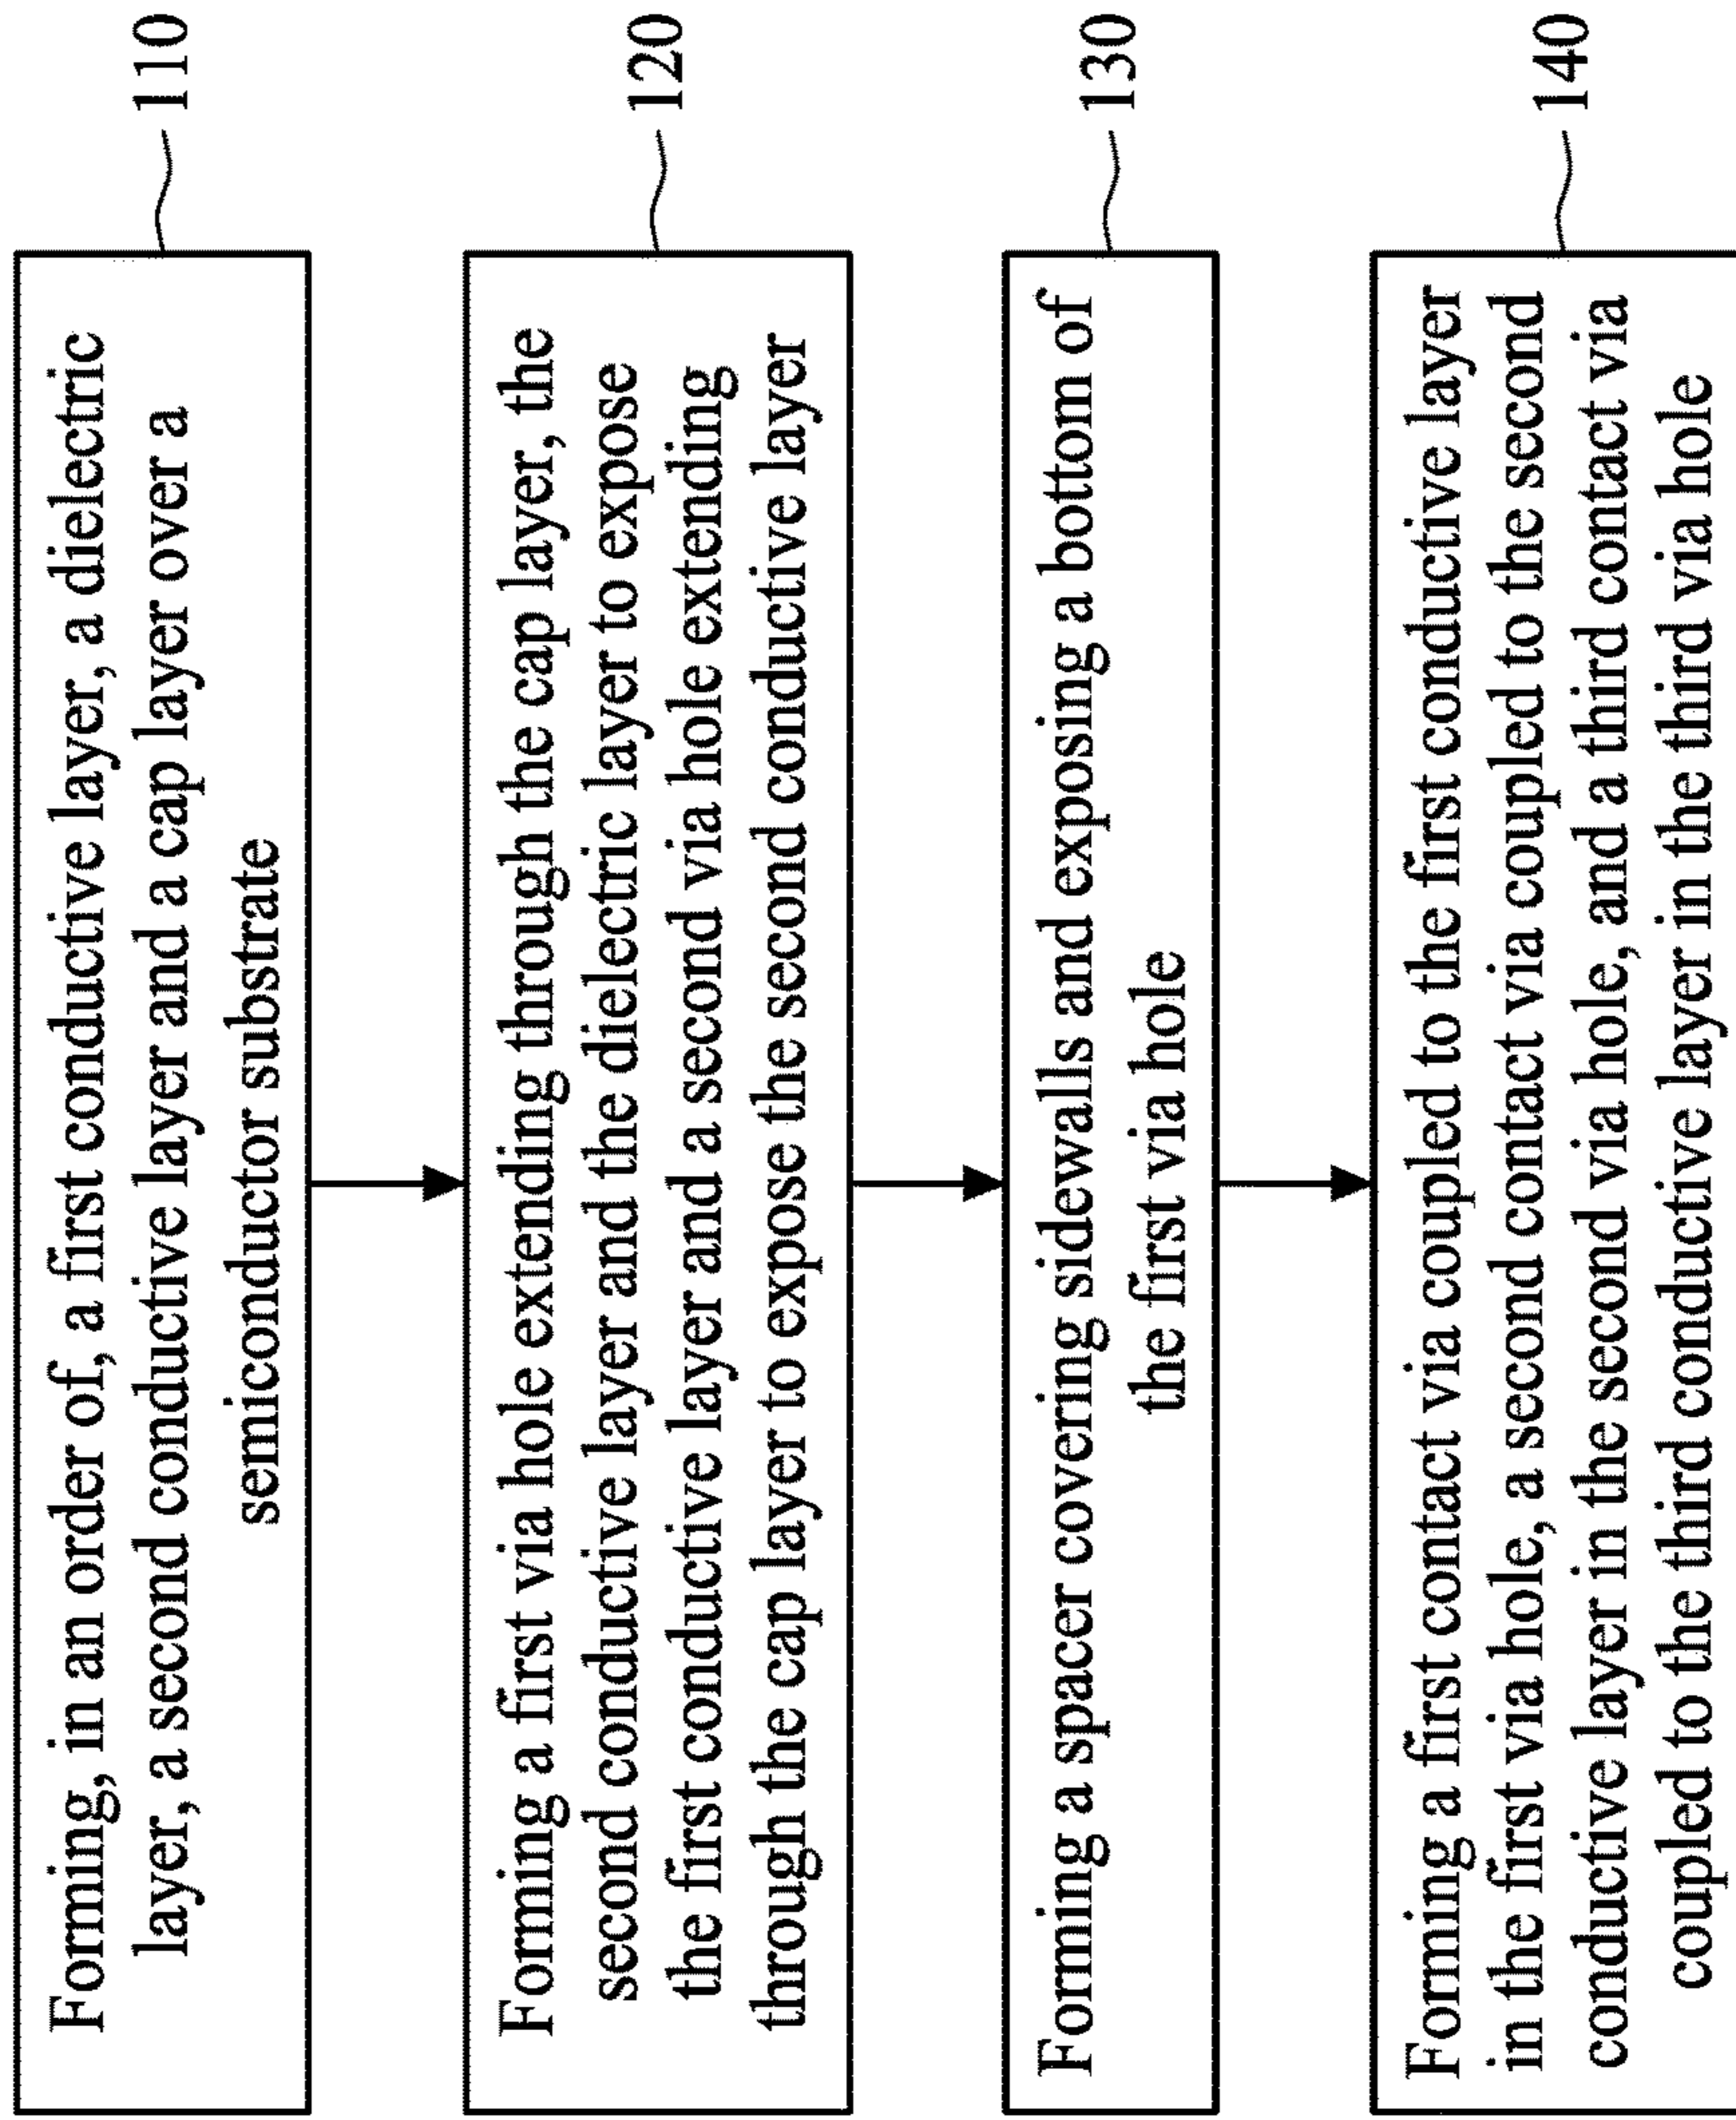 Forming, in an order of, a first conductive layer, a dielectric
layer, a second conductive layer and a cap layer over a
semiconductor substrate
110
Forming a first via hole extending through the cap layer, the
second conductive layer and the dielectric layer to expose
the first conductive layer and a second via hole extending
through the cap layer to expose the second conductive layer
120
Forming a spacer covering sidewalls and exposing a bottom of
the first via hole
130
Forming a first contact via coupled to the first conductive layer
in the first via hole, a second contact via coupled to the second
conductive layer in the second via hole, and a third contact via
coupled to the third conductive layer in the third via hole
140